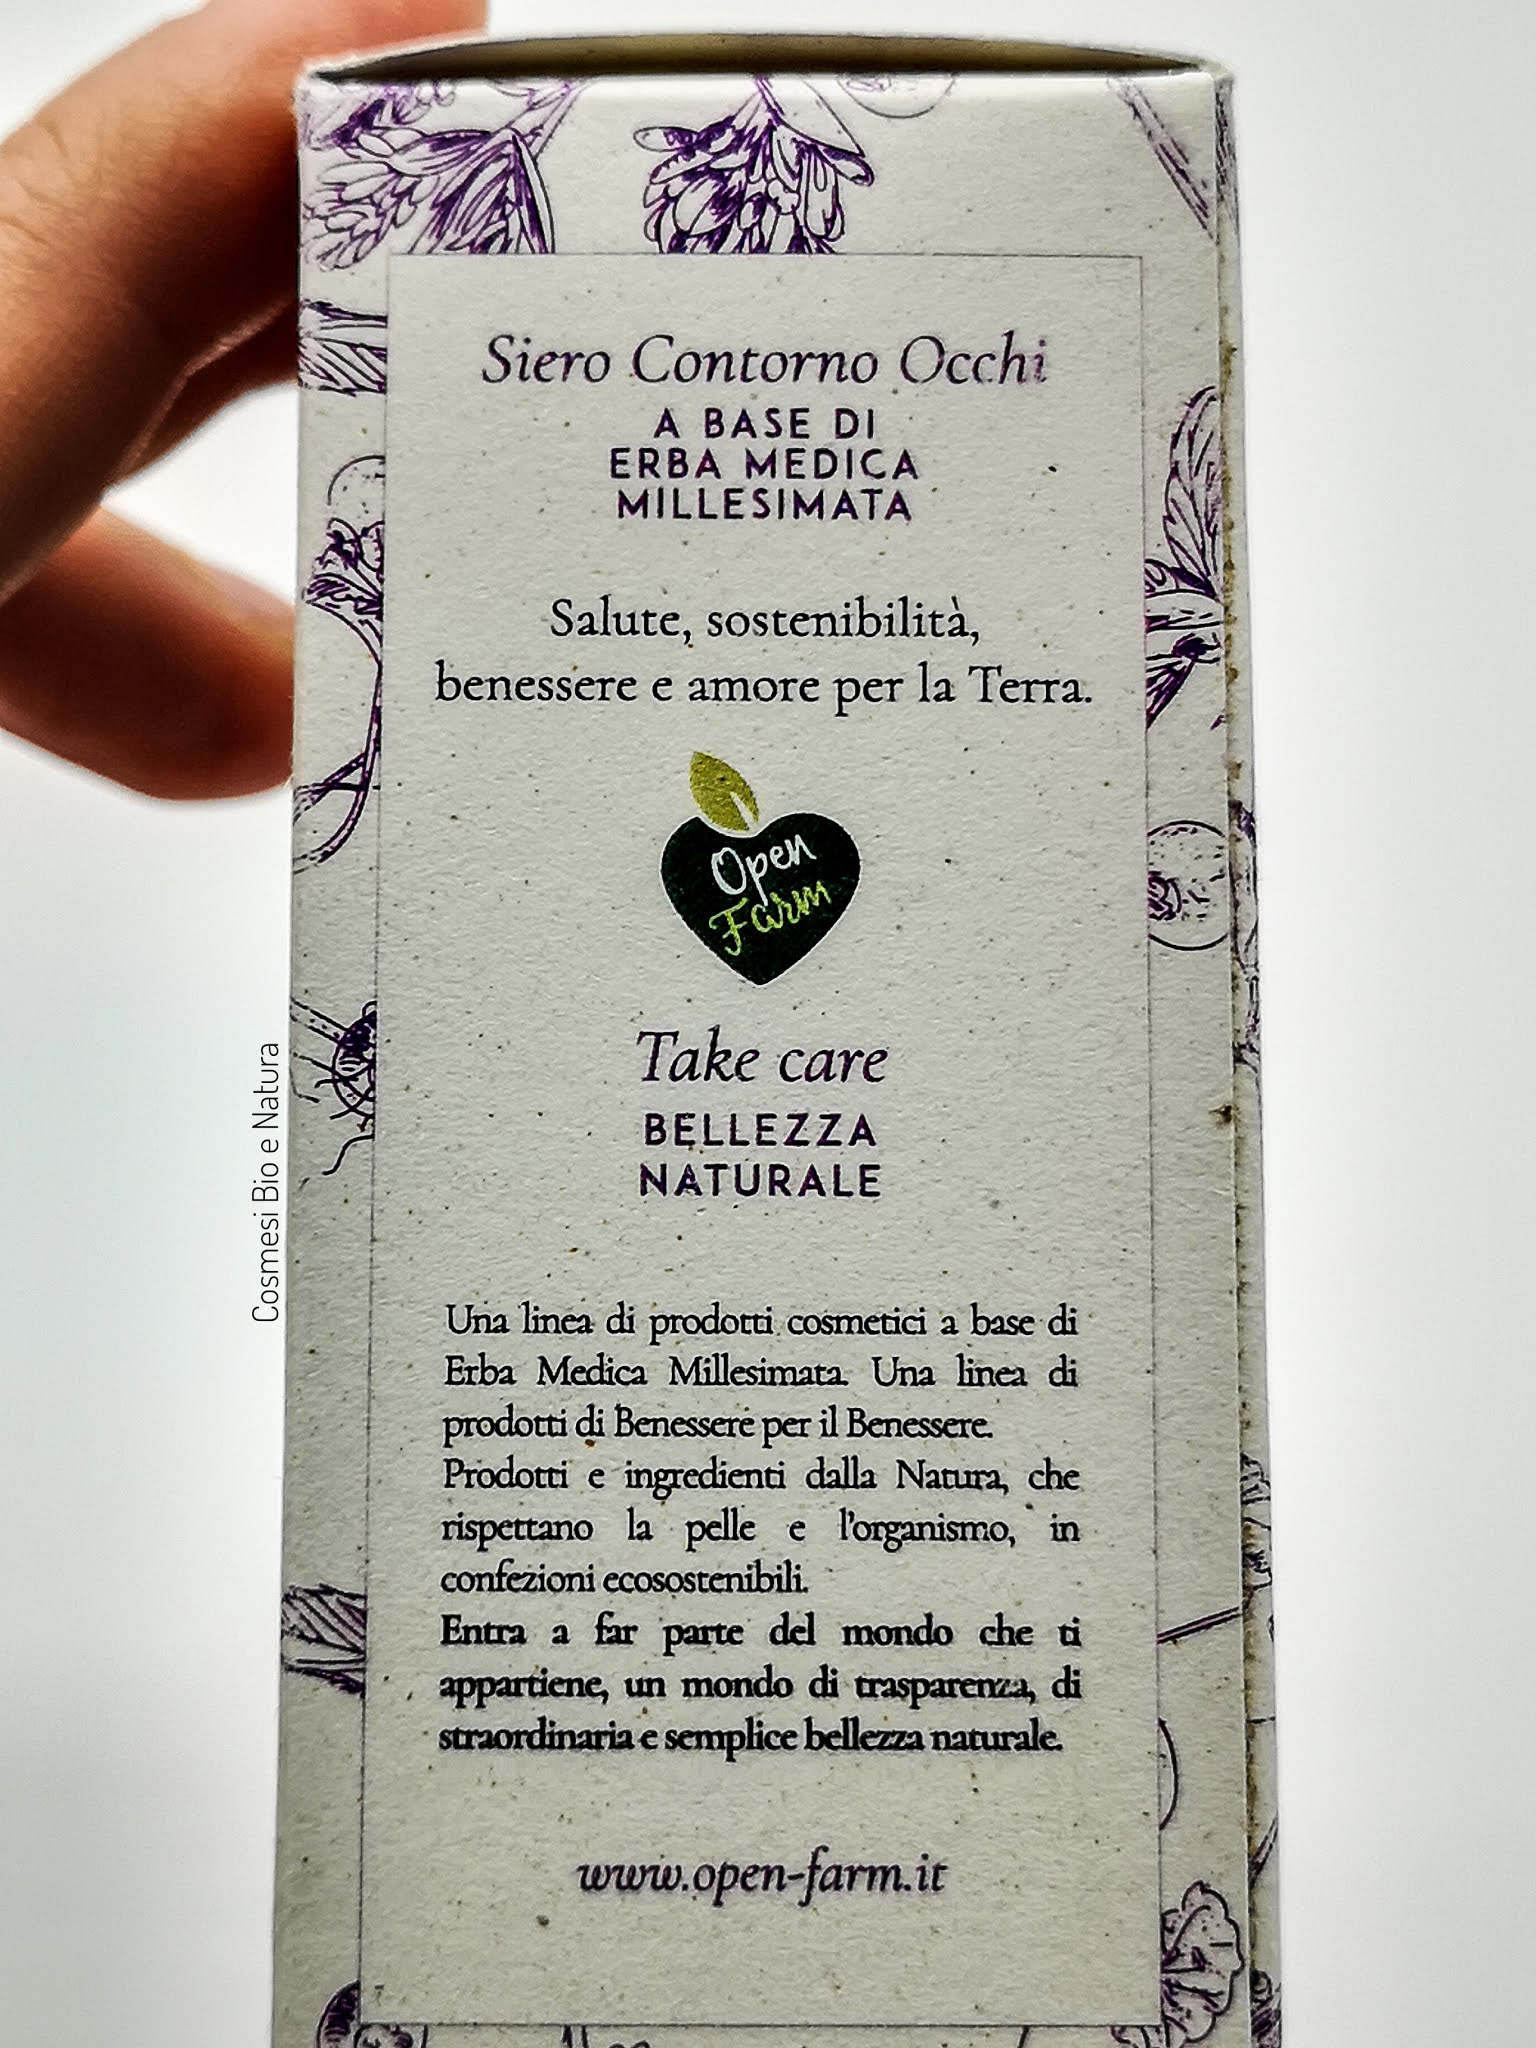 Siero Contorno Occhi
A BASE DI
ERBA MEDICA
MILLESIMATA
Salute, sostenibilità,
benessere e amore per la Terra.
Open
Farm
Take care
BELLEZZA
NATURALE
Una linea di prodotti cosmetici a base di
Erba Medica Millesimata. Una linea di
prodotti di Benessere per il Benessere.
Prodotti e ingredienti dalla Natura, che
rispettano la pelle e l'organismo, in
confezioni ecosostenibili.
Entra a far parte del mondo che ti
appartiene, un mondo di trasparenza, di
straordinaria e semplice bellezza naturale.
www.open-farm.it
Cosmesi Bio e Natura